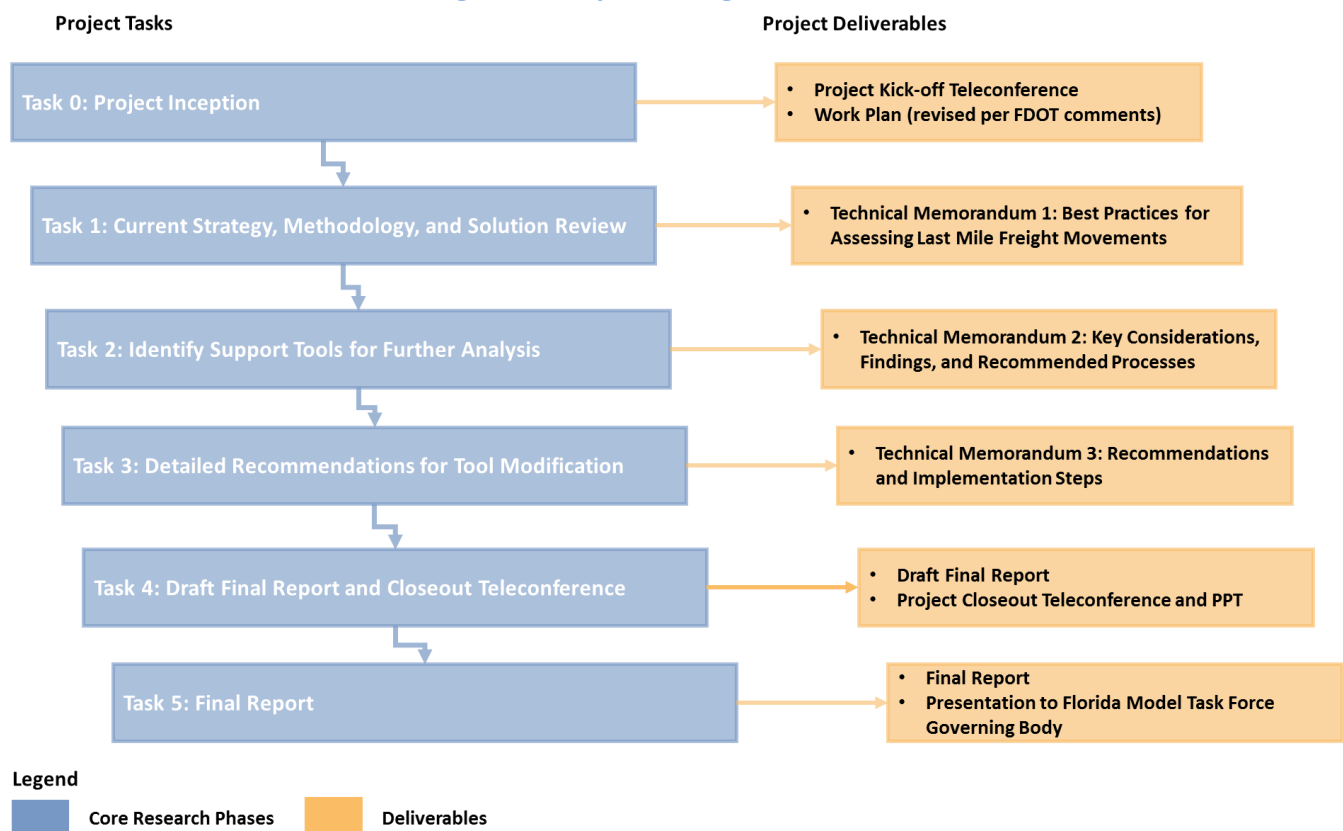 Project Tasks
Project Deliverables
Task 0: Project Inception
• Project Kick-off Teleconference
• Work Plan (revised per FDOT comments)
Task 1: Current Strategy, Methodology, and Solution Review
• Technical Memorandum 1: Best Practices for
Assessing Last Mile Freight Movements
Task 2: Identify Support Tools for Further Analysis
• Technical Memorandum 2: Key Considerations,
Findings, and Recommended Processes
Task 3: Detailed Recommendations for Tool Modification
• Technical Memorandum 3: Recommendations
and Implementation Steps
Task 4: Draft Final Report and Closeout Teleconference
• Draft Final Report
• Project Closeout Teleconference and PPT
Task 5: Final Report
• Final Report
• Presentation to Florida Model Task Force
Governing Body
Legend
Core Research Phases
Deliverables